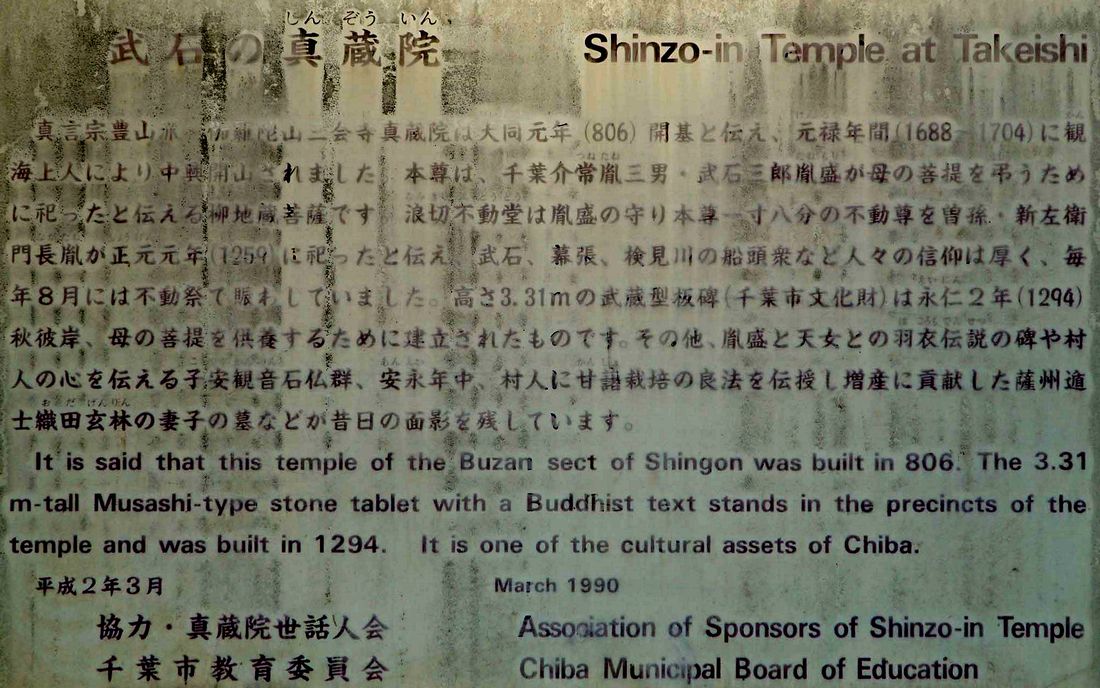 しん ぞう いん
武石の真蔵院 Shinzo-in Temple at Takeishi
真言宗豊山派 山三会寺真蔵院は大同元年(806)開基と伝え、元禄年間(1688-1704)に観
海上人により中興開山されました 本尊は、千葉介常胤三男・武石三郎胤盛が母の菩提を弔うため
に祀ったと伝える柳地蔵菩薩です 浪切不動堂は胤盛の守り本尊一寸八分の不動尊を曽孫・新左衛
門長胤が正元元年(1259)に祀ったと伝え、武石、幕張、検見川の船頭衆など人々の信仰は厚く、毎
年8月には不動祭で賑わしていました。高さ3.31mの武蔵型板碑(千葉市文化財)は永仁2年(1294)
秋彼岸、母の菩提を供養するために建立されたものです。その他、胤盛と天女との羽衣伝説の碑や村
人の心を伝える子安観音石仏群、安永年中、村人に甘藷栽培の良法を伝授し増産に貢献した薩州遁
おだ げんりん
士織田玄林の妻子の墓などが昔日の面影を残しています。
It is said that this temple of the Buzan sect of Shingon was built in 806. The 3.31
m-tall Musashi-type stone tablet with a Buddhist text stands in the precincts of the
temple and was built in 1294. It is one of the cultural assets of Chiba.
平成2年3月 March 1990
協力・真蔵院世話人会 Association of Sponsors of Shinzo-in Temple
千葉市教育委員会 Chiba Municipal Board of Education